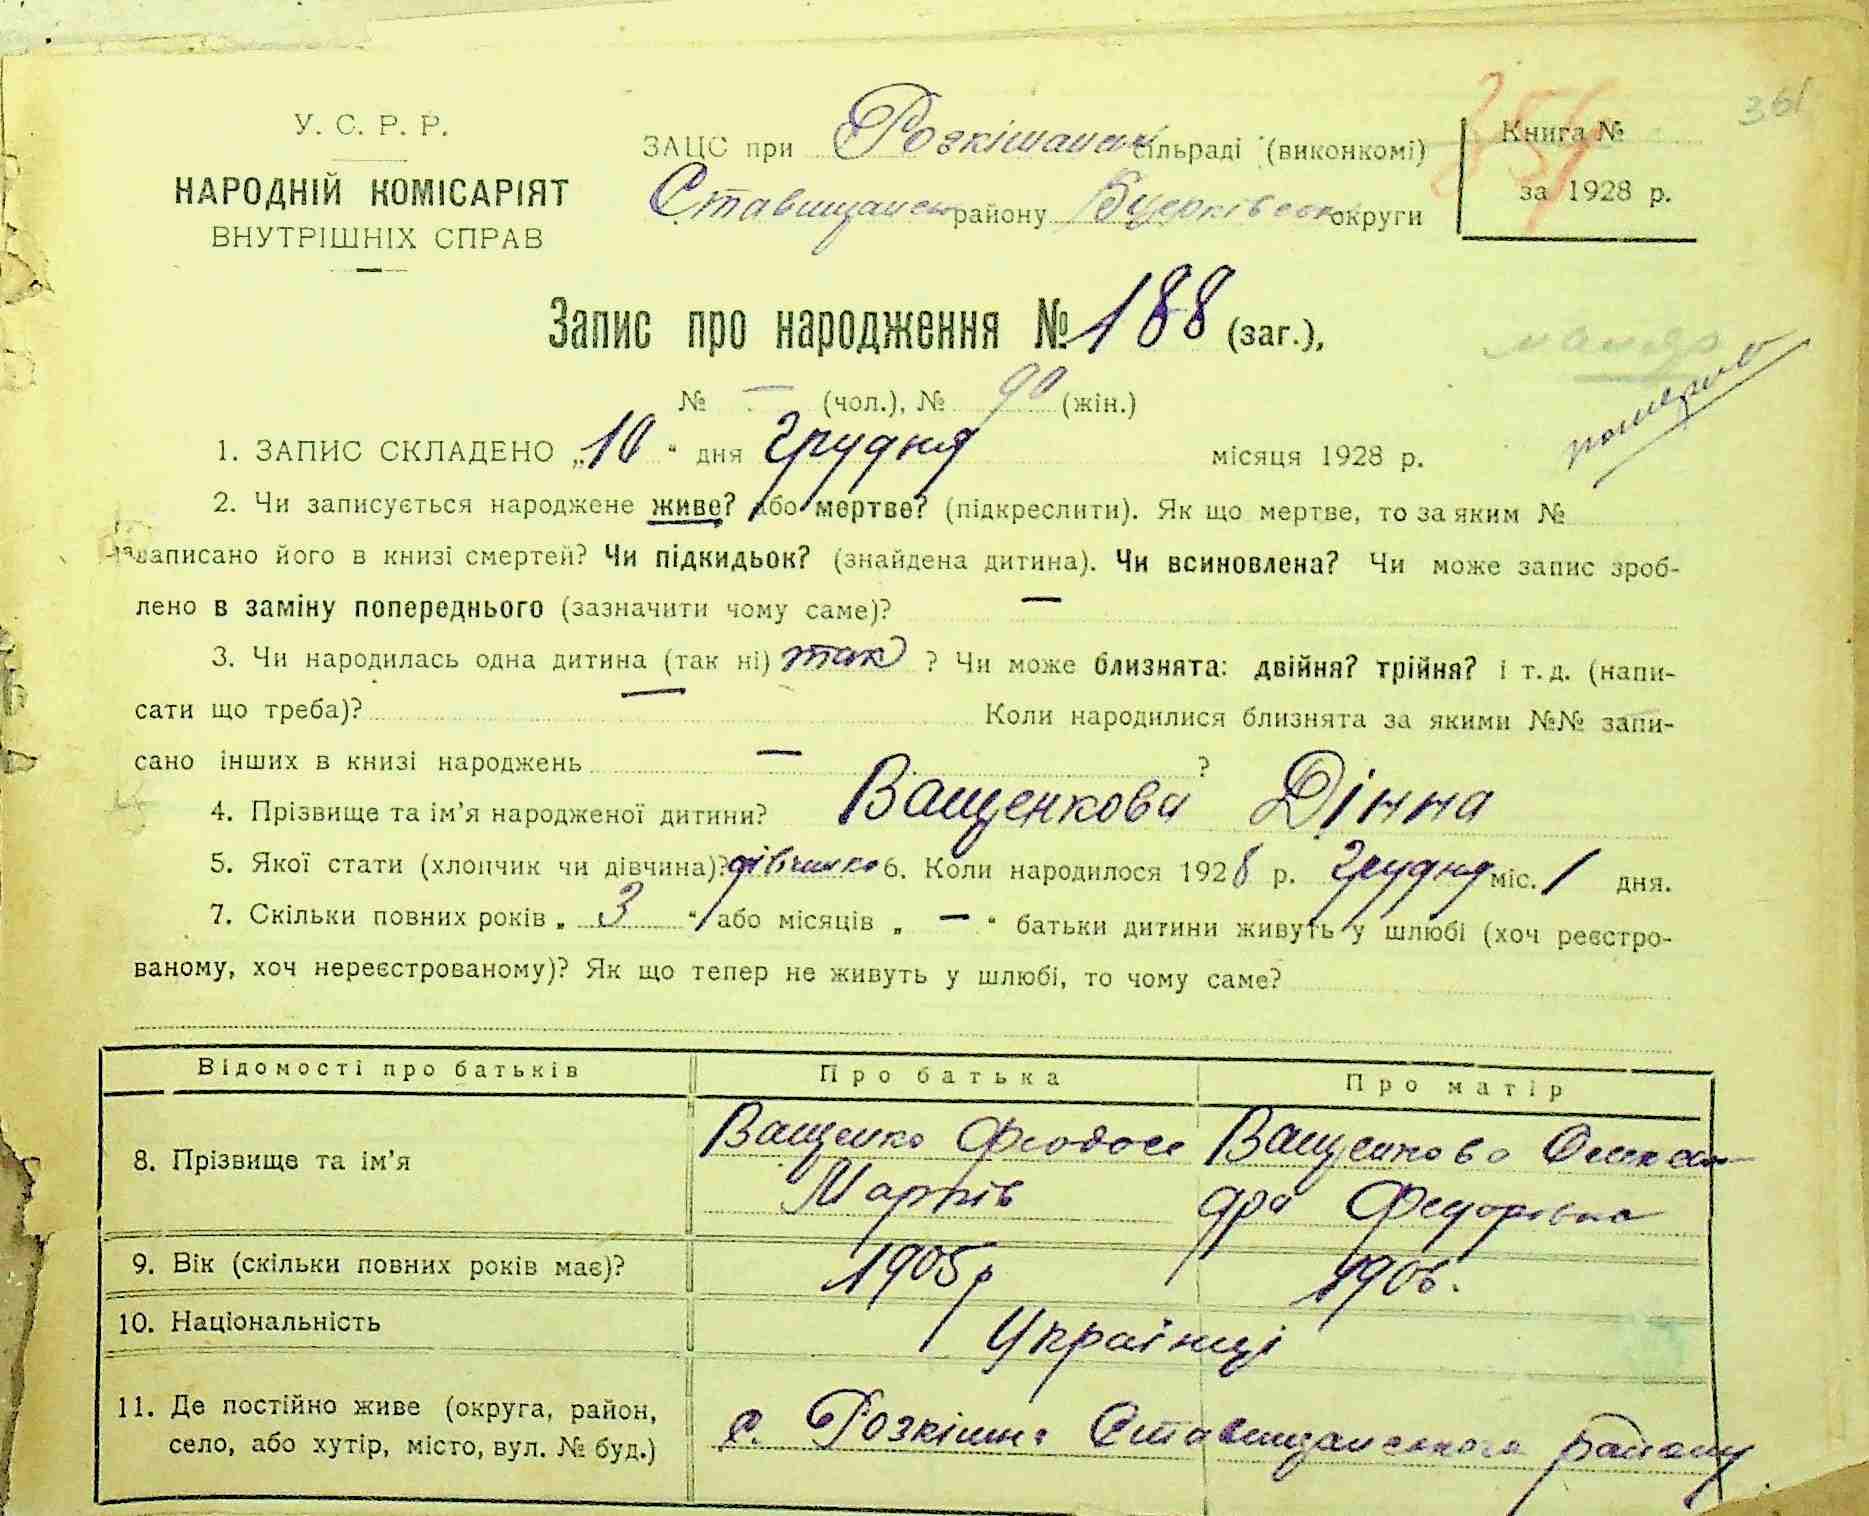 361
У. С. Р. Р.
НАРОДНІЙ КОМІСАРІЯТ
ВНУТРІШНІХ СПРАВ
ЗАЦС при Розкішанск сільраді (виконкомі)
Ставищанськ району Б церківськ округи
Книга №
за 1928 р.
Запис про народження № 188 (заг.),
№ — (чол.), № 90 (жін.)
1. ЗАПИС СКЛАДЕНО „10“ дня грудня місяця 1928 р.
2. Чи записується народжене живе? або мертве? (підкреслити). Як що мертве, то за яким №
записано його в книзі смертей? Чи підкидьок? (знайдена дитина). Чи всиновлена? Чи може запис зроб-
лено в заміну попереднього (зазначити чому саме)? —
3. Чи народилась одна дитина (так ні) так ? Чи може близнята: двійня? трійня? і т. д. (напи-
сати що треба)? — Коли народилися близнята за якими №№ запи-
сано інших в книзі народжень — ?
4. Прізвище та ім'я народженої дитини? Ващенкова Дінна
5. Якої стати (хлопчик чи дівчина)? дівчинка 6. Коли народилося 1928 р. грудня міс. 1 дня.
7. Скільки повних років „ 3 “ або місяців „ — “ батьки дитини живуть у шлюбі (хоч реєстро-
ваному, хоч нереєстрованому)? Як що тепер не живуть у шлюбі, то чому саме?
Відомості про батьків Про батька Про матір
8. Прізвище та ім'я Ващенко Феодосе Ващенкова Олексан-
Марків дра Федорівна
9. Вік (скільки повних років має)? 1905 р 1906.
10. Національність Українці
11. Де постійно живе (округа, район,
село, або хутір, місто, вул. № буд.) с. Розкішна Ставищанського району